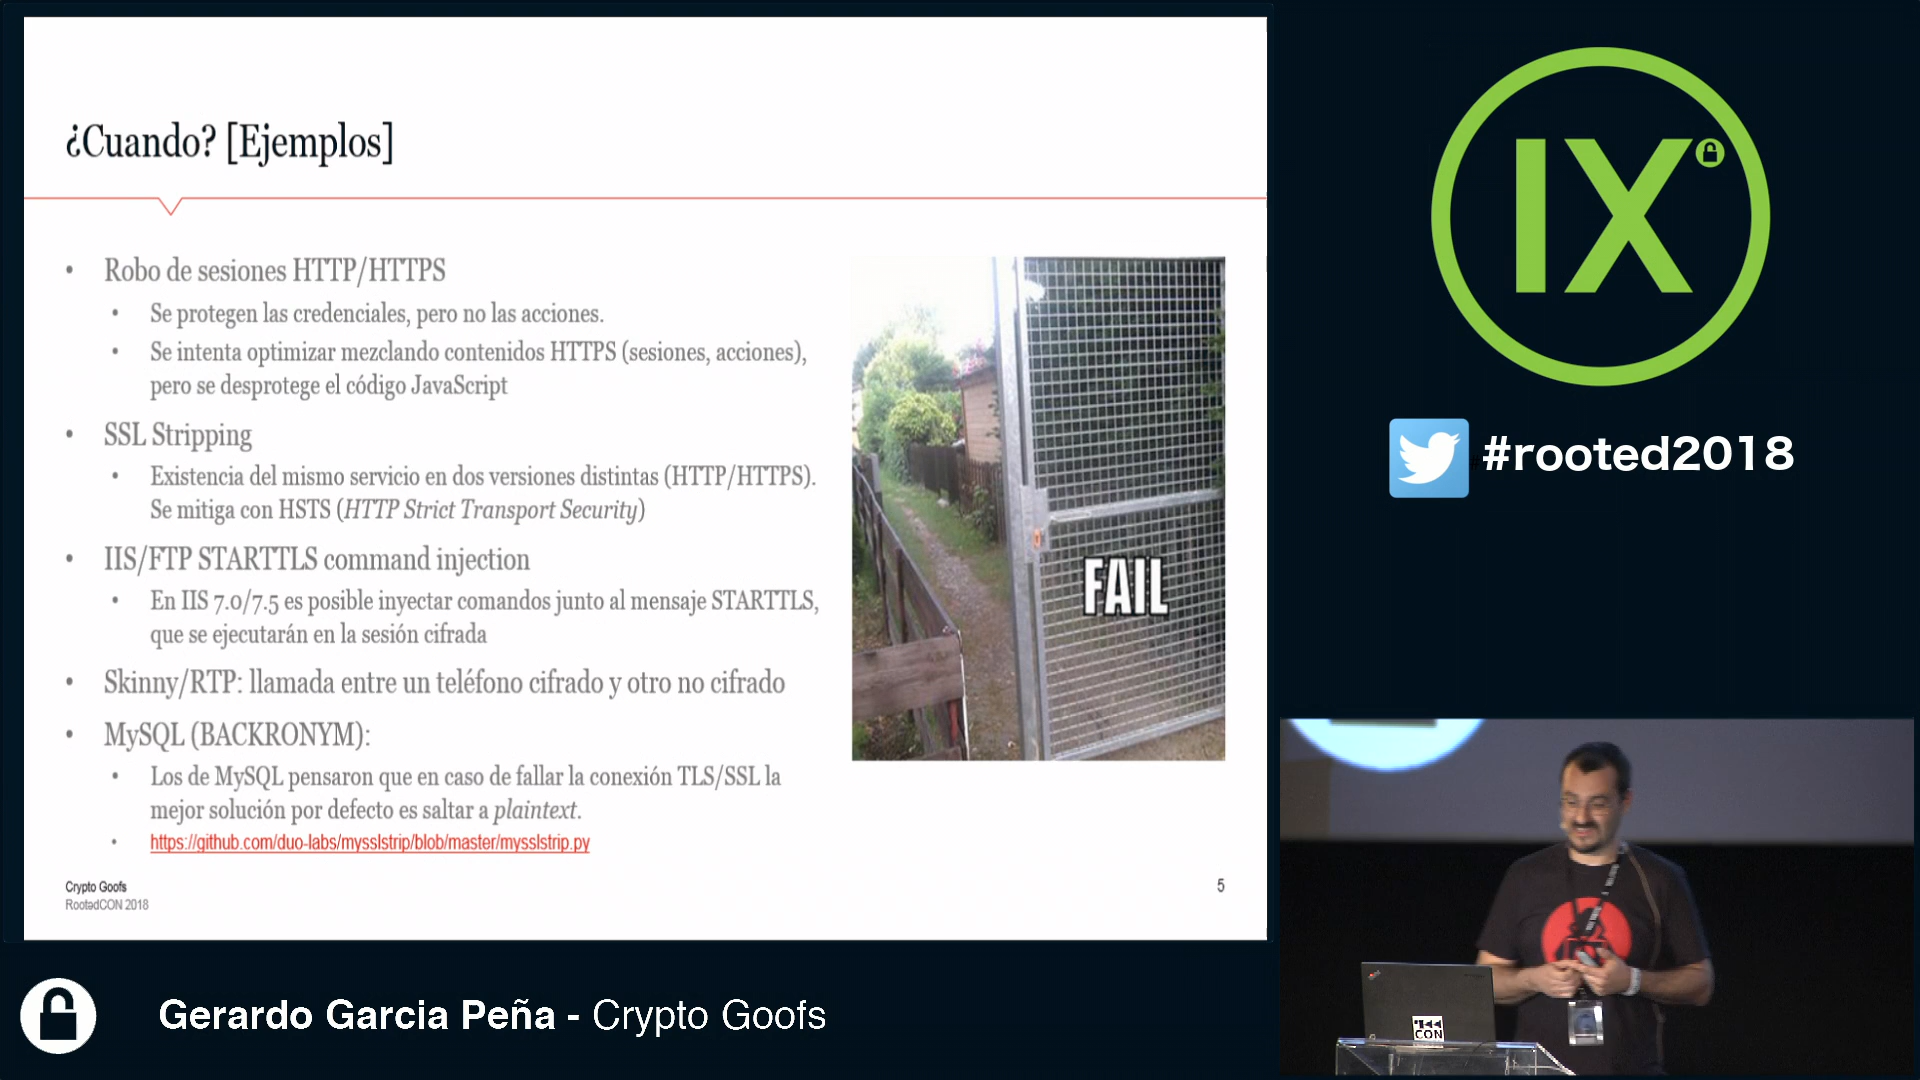 ¿Cuando? [Ejemplos]
• Robo de sesiones HTTP/HTTPS
• Se protegen las credenciales, pero no las acciones.
• Se intenta optimizar mezclando contenidos HTTPS (sesiones, acciones),
pero se desprotege el código JavaScript
• SSL Stripping
• Existencia del mismo servicio en dos versiones distintas (HTTP/HTTPS).
Se mitiga con HSTS (HTTP Strict Transport Security)
• IIS/FTP STARTTLS command injection
• En IIS 7.0/7.5 es posible inyectar comandos junto al mensaje STARTTLS,
que se ejecutarán en la sesión cifrada
• Skinny/RTP: llamada entre un teléfono cifrado y otro no cifrado
• MySQL (BACKRONYM):
• Los de MySQL pensaron que en caso de fallar la conexión TLS/SSL la
mejor solución por defecto es saltar a plaintext.
• https://github.com/duo-labs/mysslstrip/blob/master/mysslstrip.py
FAIL
Crypto Goofs
RootedCON 2018
5
IX
#rooted2018
CON
Gerardo Garcia Peña - Crypto Goofs